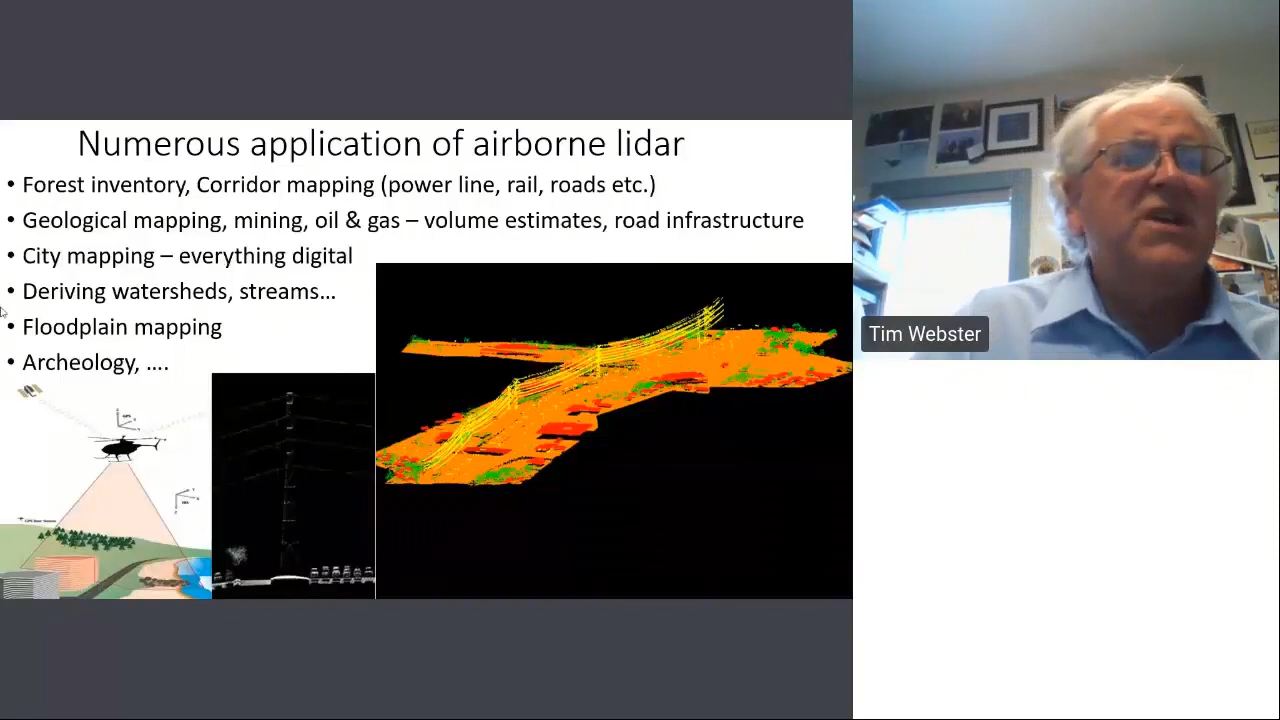 Numerous application of airborne lidar
• Forest inventory, Corridor mapping (power line, rail, roads etc.)
• Geological mapping, mining, oil & gas – volume estimates, road infrastructure
• City mapping – everything digital
• Deriving watersheds, streams…
• Floodplain mapping
• Archeology, ….
Tim Webster